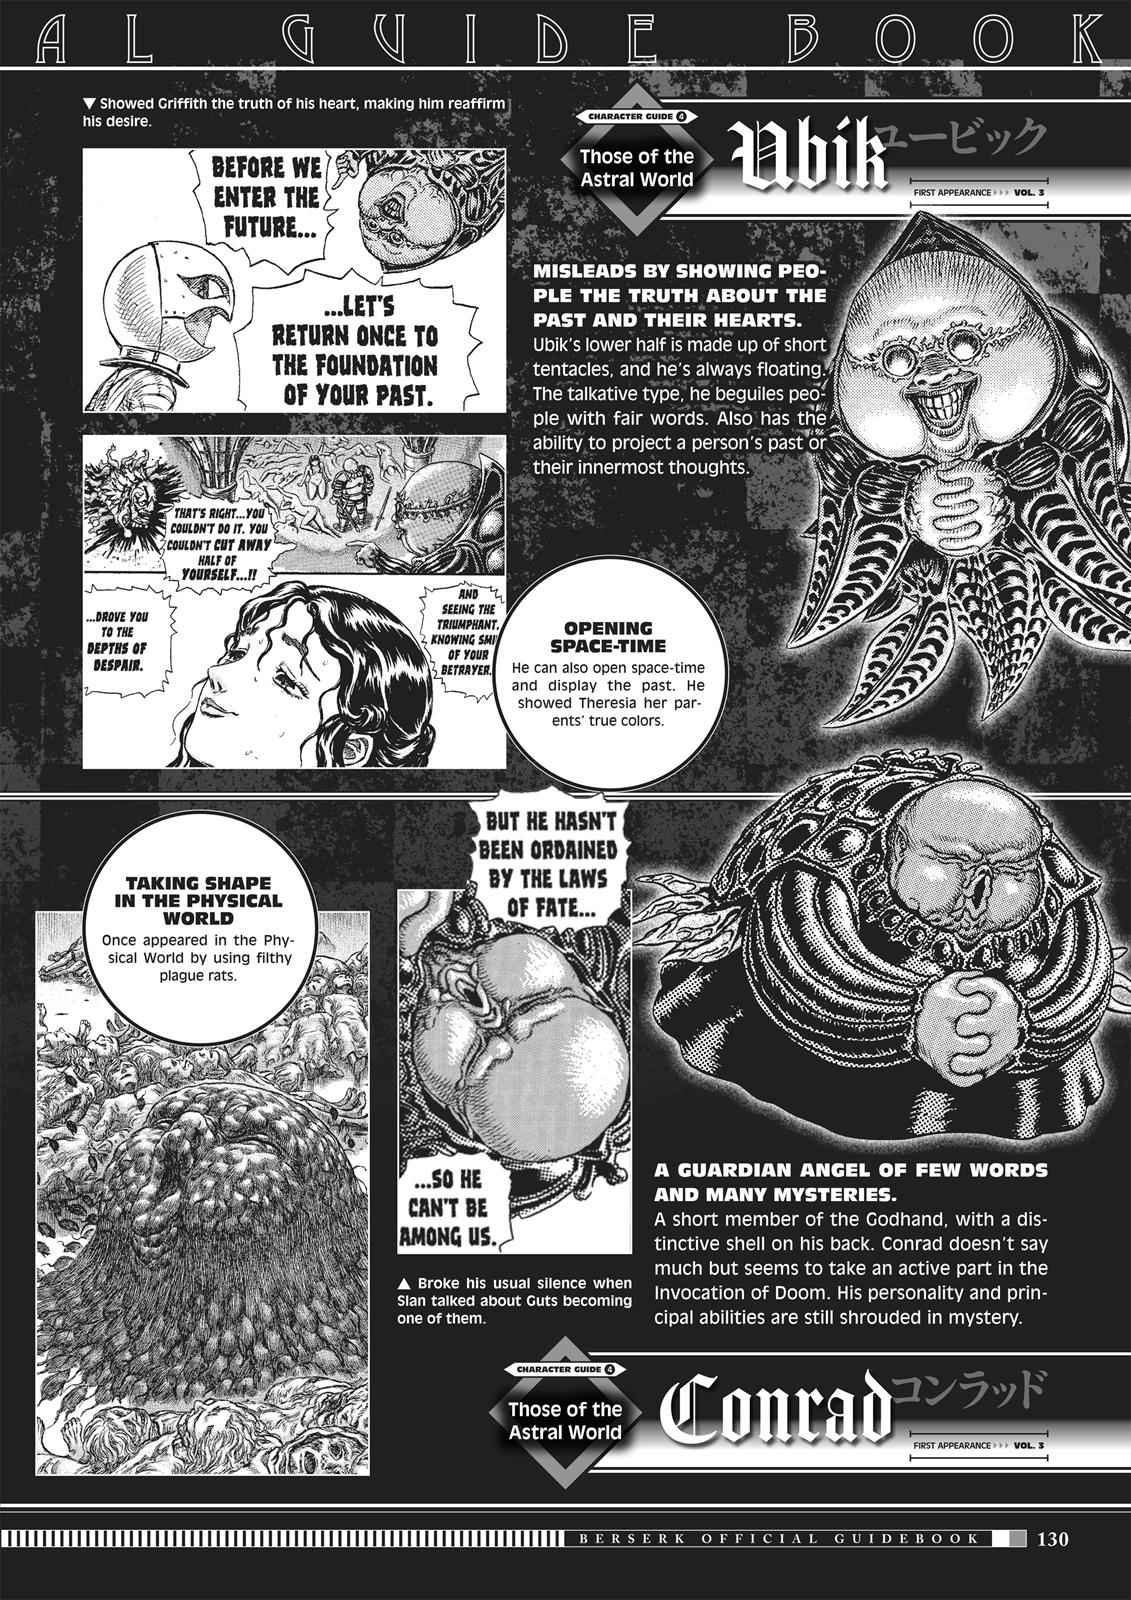 AL GUIDE BOOK
▼ Showed Griffith the truth of his heart, making him reaffirm
his desire.
BEFORE WE
ENTER THE
FUTURE...
...LET'S
RETURN ONCE TO
THE FOUNDATION
OF YOUR PAST.
CHARACTER GUIDE 4
Those of the
Astral World
Ubik
ユービック
FIRST APPEARANCE VOL. 3
MISLEADS BY SHOWING PEO-
PLE THE TRUTH ABOUT THE
PAST AND THEIR HEARTS.
Ubik's lower half is made up of short
tentacles, and he's always floating.
The talkative type, he beguiles peo-
ple with fair words. Also has the
ability to project a person's past or
their innermost thoughts.
THAT'S RIGHT...YOU
COULDN'T DO IT. YOU
COULDN'T CUT AWAY
HALF OF
YOURSELF...!!
AND
SEEING THE
TRIUMPHANT,
KNOWING SMI
OF YOUR
BETRAYER.
...DROVE YOU
TO THE
DEPTHS OF
DESPAIR.
OPENING
SPACE-TIME
He can also open space-time
and display the past. He
showed Theresia her par-
ents' true colors.
TAKING SHAPE
IN THE PHYSICAL
WORLD
Once appeared in the Phy-
sical World by using filthy
plague rats.
BUT HE HASN'T
BEEN ORDAINED
BY THE LAWS
OF FATE...
...SO HE
CAN'T BE
AMONG US.
▲ Broke his usual silence when
Slan talked about Guts becoming
one of them.
A GUARDIAN ANGEL OF FEW WORDS
AND MANY MYSTERIES.
A short member of the Godhand, with a dis-
tinctive shell on his back. Conrad doesn't say
much but seems to take an active part in the
Invocation of Doom. His personality and prin-
cipal abilities are still shrouded in mystery.
CHARACTER GUIDE 4
Those of the
Astral World
Conrad
コンラッド
FIRST APPEARANCE VOL. 3
BERSERK OFFICIAL GUIDEBOOK 130